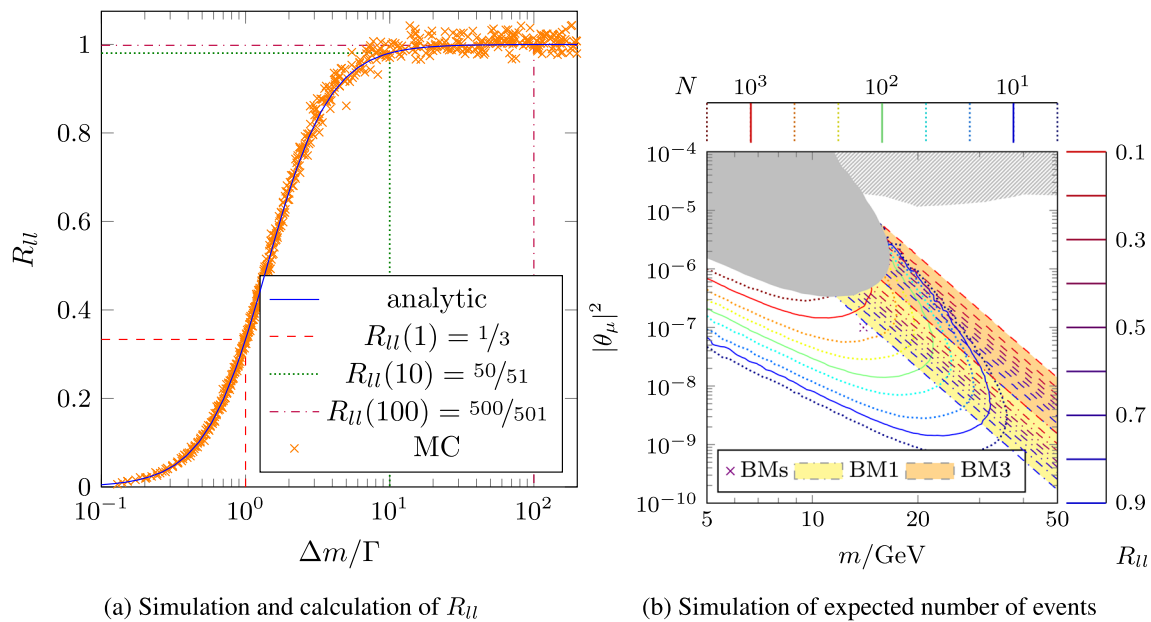 1
0.8
0.6
0.4
0.2
0
R_{ll}
10^{-1}
10^0
10^1
10^2
Δm/Γ
analytic
R_{ll}(1) = 1/3
R_{ll}(10) = 50/51
R_{ll}(100) = 500/501
MC
(a) Simulation and calculation of R_{ll}
N
10^3
10^2
10^1
10^{-4}
10^{-5}
10^{-6}
10^{-7}
10^{-8}
10^{-9}
10^{-10}
|θ_μ|^2
BMs
BM1
BM3
5
10
20
50
m/GeV
0.1
0.3
0.5
0.7
0.9
R_{ll}
(b) Simulation of expected number of events